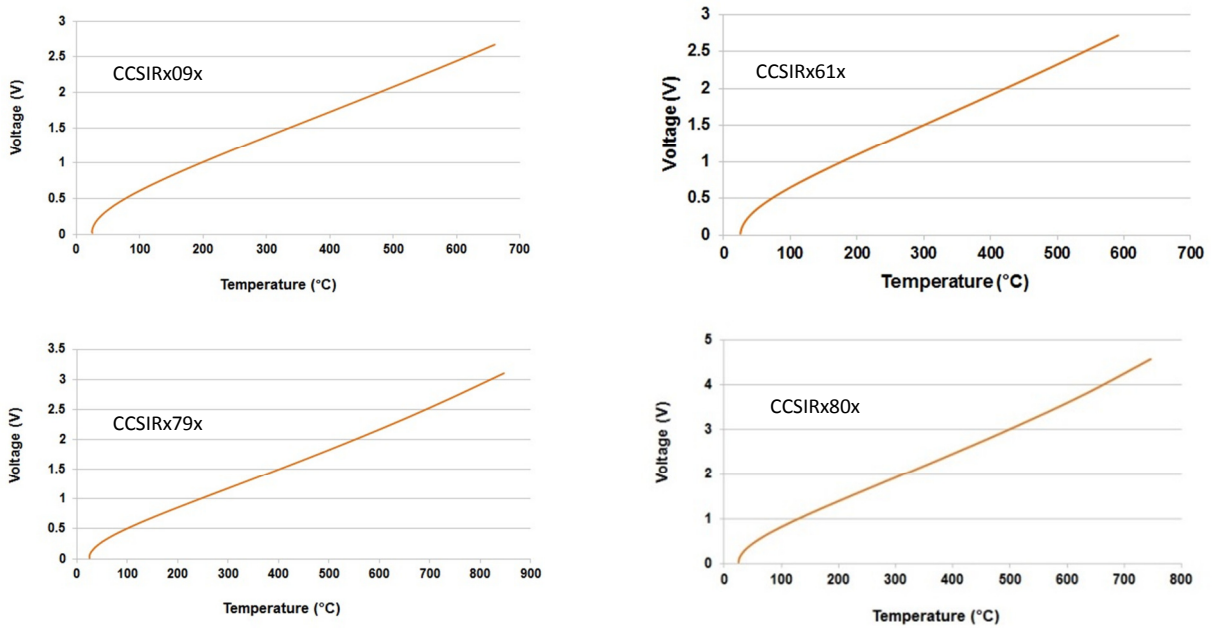 3
2.5
2
1.5
1
0.5
0
Voltage (V)
CCSIRx09x
0 100 200 300 400 500 600 700
Temperature (°C)
3
2.5
2
1.5
1
0.5
0
Voltage (V)
CCSIRx61x
0 100 200 300 400 500 600 700
Temperature (°C)
3.5
3
2.5
2
1.5
1
0.5
0
Voltage (V)
CCSIRx79x
0 100 200 300 400 500 600 700 800 900
Temperature (°C)
5
4
3
2
1
0
Voltage (V)
CCSIRx80x
0 100 200 300 400 500 600 700 800
Temperature (°C)